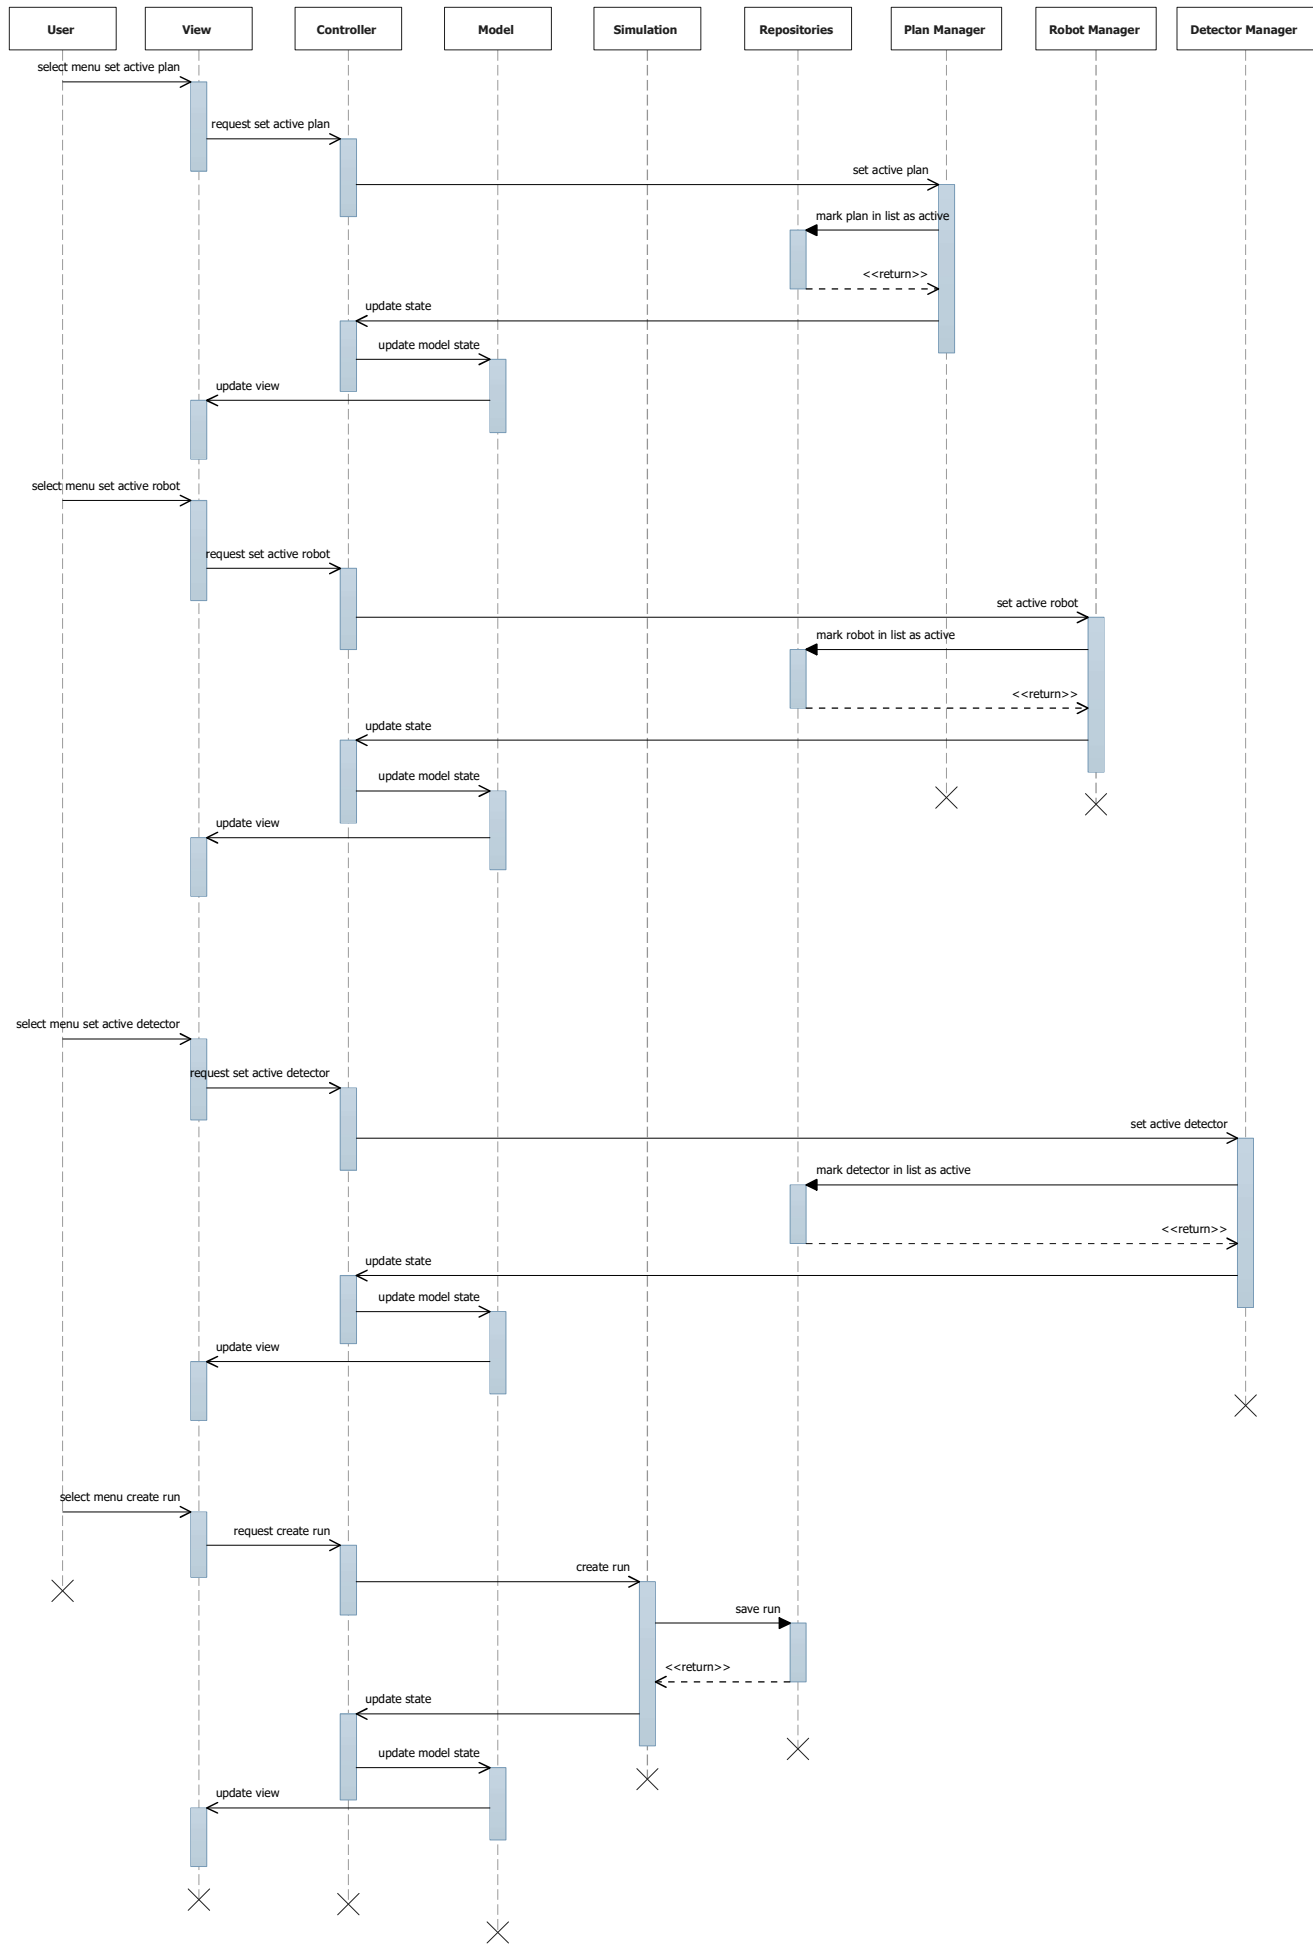 User
View
Controller
Model
Simulation
Repositories
Plan Manager
Robot Manager
Detector Manager
select menu set active plan
request set active plan
set active plan
mark plan in list as active
<<return>>
update state
update model state
update view
select menu set active robot
request set active robot
set active robot
mark robot in list as active
<<return>>
update state
update model state
update view
select menu set active detector
request set active detector
set active detector
mark detector in list as active
<<return>>
update state
update model state
update view
select menu create run
request create run
create run
save run
<<return>>
update state
update model state
update view